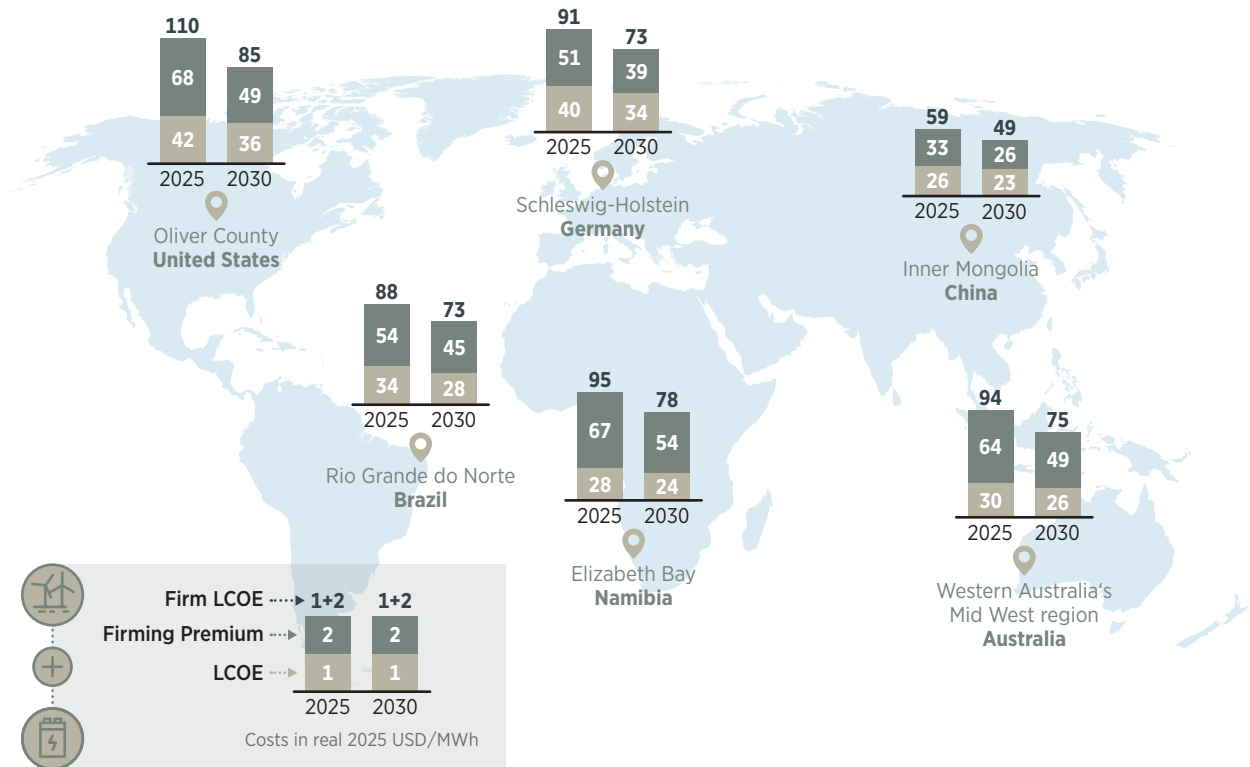 110
85
68
49
42
36
2025 2030
Oliver County
United States
91
73
51
39
40
34
2025 2030
Schleswig-Holstein
Germany
59
49
33
26
26
23
2025 2030
Inner Mongolia
China
88
73
54
45
34
28
2025 2030
Rio Grande do Norte
Brazil
95
78
67
54
28
24
2025 2030
Elizabeth Bay
Namibia
94
75
64
49
30
26
2025 2030
Western Australia‘s
Mid West region
Australia
Firm LCOE 1+2 1+2
Firming Premium 2 2
LCOE 1 1
2025 2030
Costs in real 2025 USD/MWh